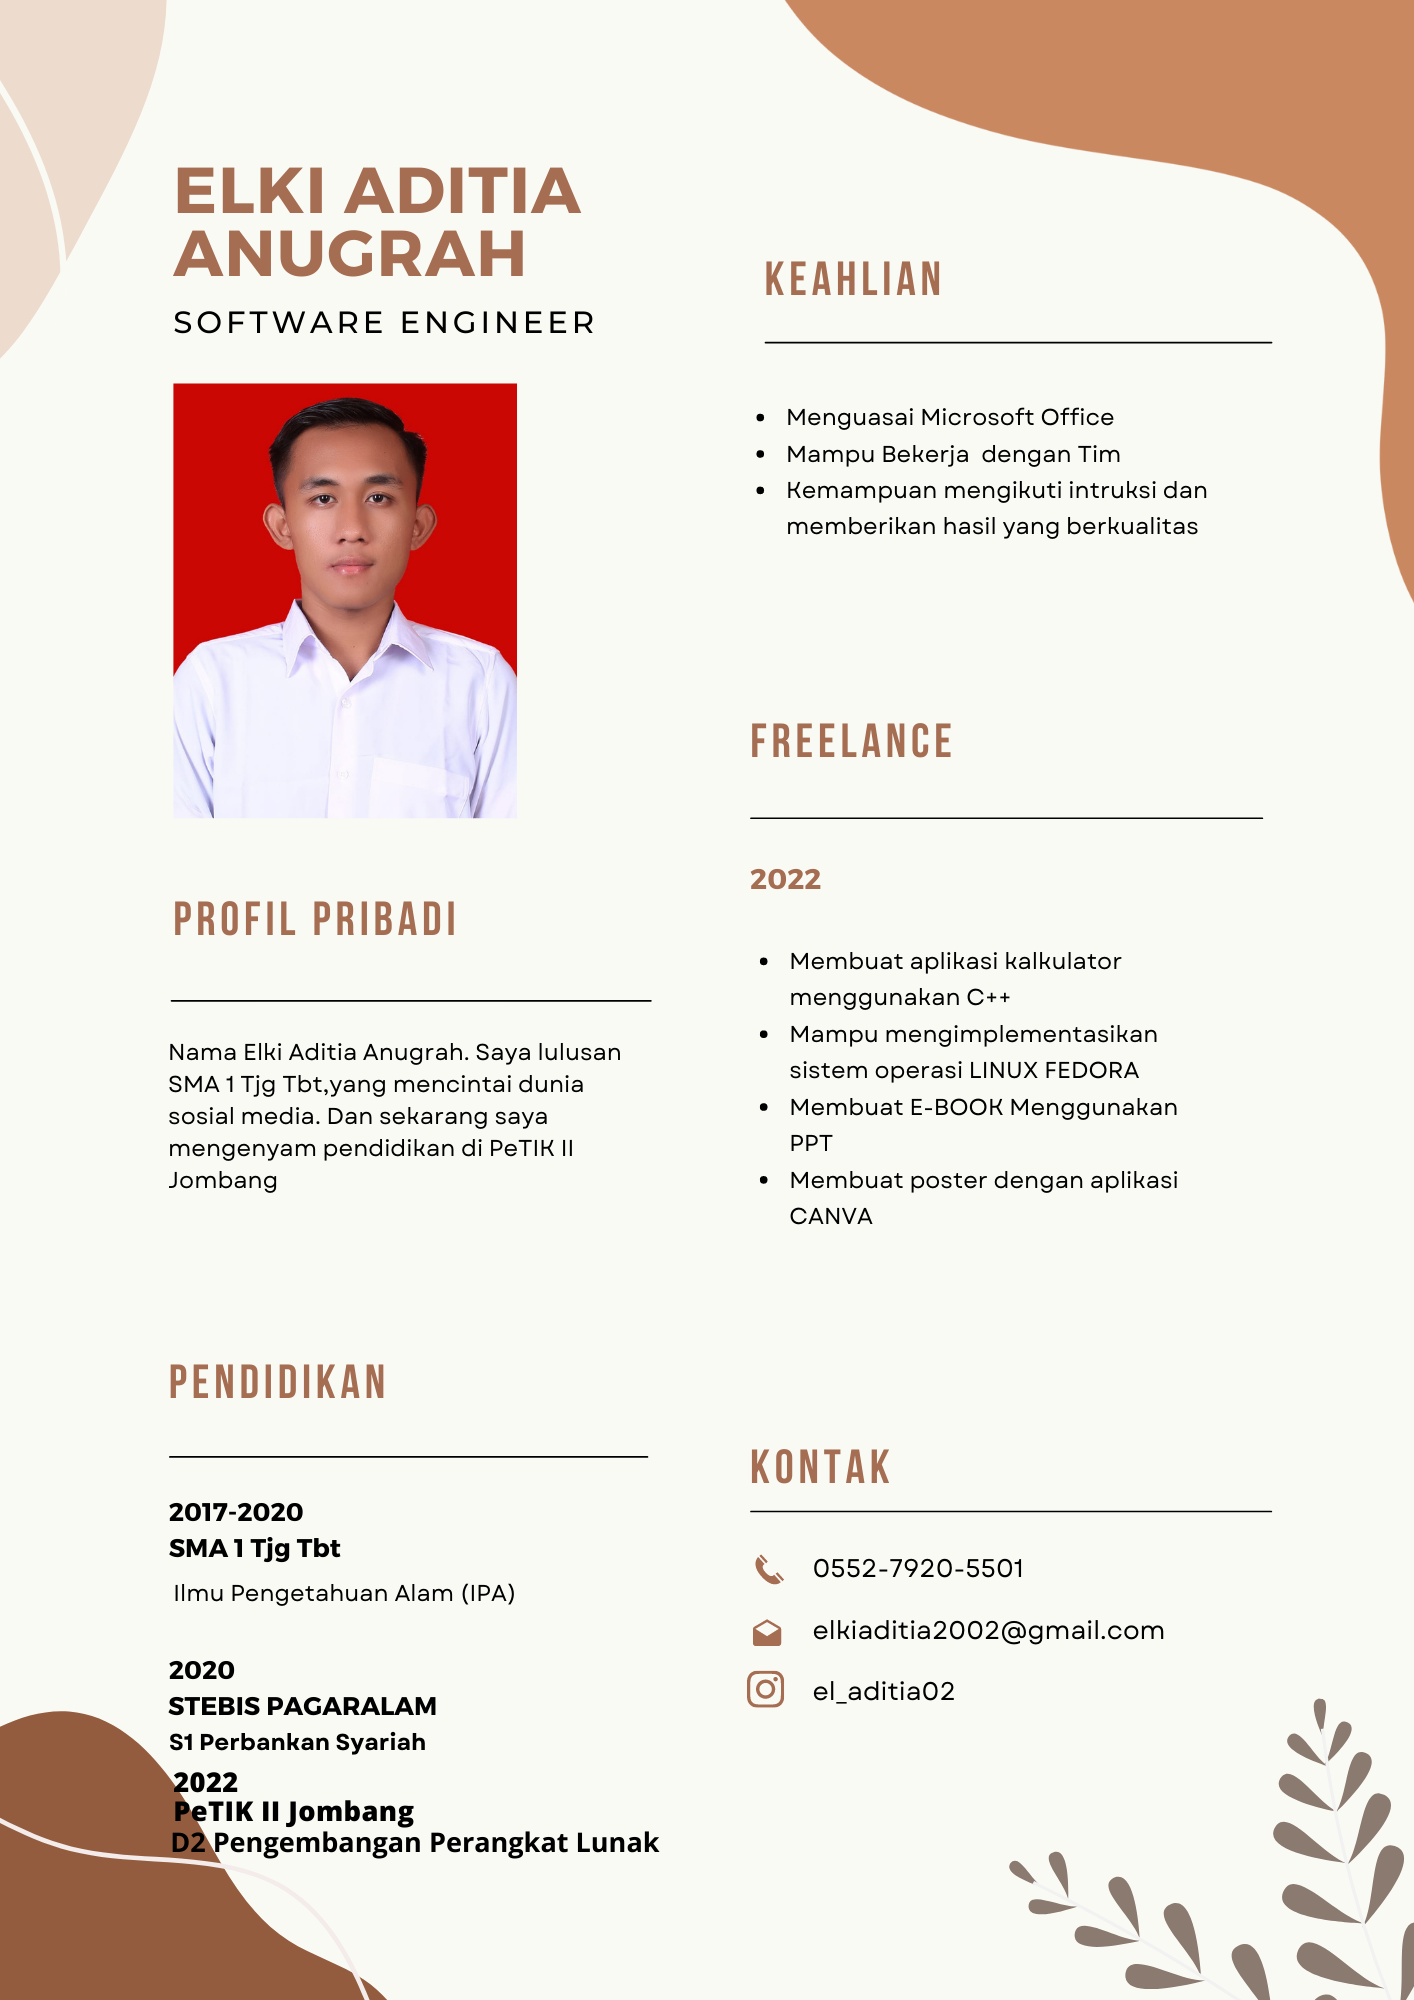 ELKI ADITIA
ANUGRAH
SOFTWARE ENGINEER
PROFIL PRIBADI
Nama Elki Aditia Anugrah. Saya lulusan
SMA 1 Tjg Tbt,yang mencintai dunia
sosial media. Dan sekarang saya
mengenyam pendidikan di PeTIK II
Jombang
PENDIDIKAN
2017-2020
SMA 1 Tjg Tbt
Ilmu Pengetahuan Alam (IPA)
2020
STEBIS PAGARALAM
S1 Perbankan Syariah
2022
PeTIK II Jombang
D2 Pengembangan Perangkat Lunak
KEAHLIAN
• Menguasai Microsoft Office
• Mampu Bekerja  dengan Tim
• Kemampuan mengikuti intruksi dan
memberikan hasil yang berkualitas
FREELANCE
2022
• Membuat aplikasi kalkulator
menggunakan C++
• Mampu mengimplementasikan
sistem operasi LINUX FEDORA
• Membuat E-BOOK Menggunakan
PPT
• Membuat poster dengan aplikasi
CANVA
KONTAK
0552-7920-5501
elkiaditia2002@gmail.com
el_aditia02